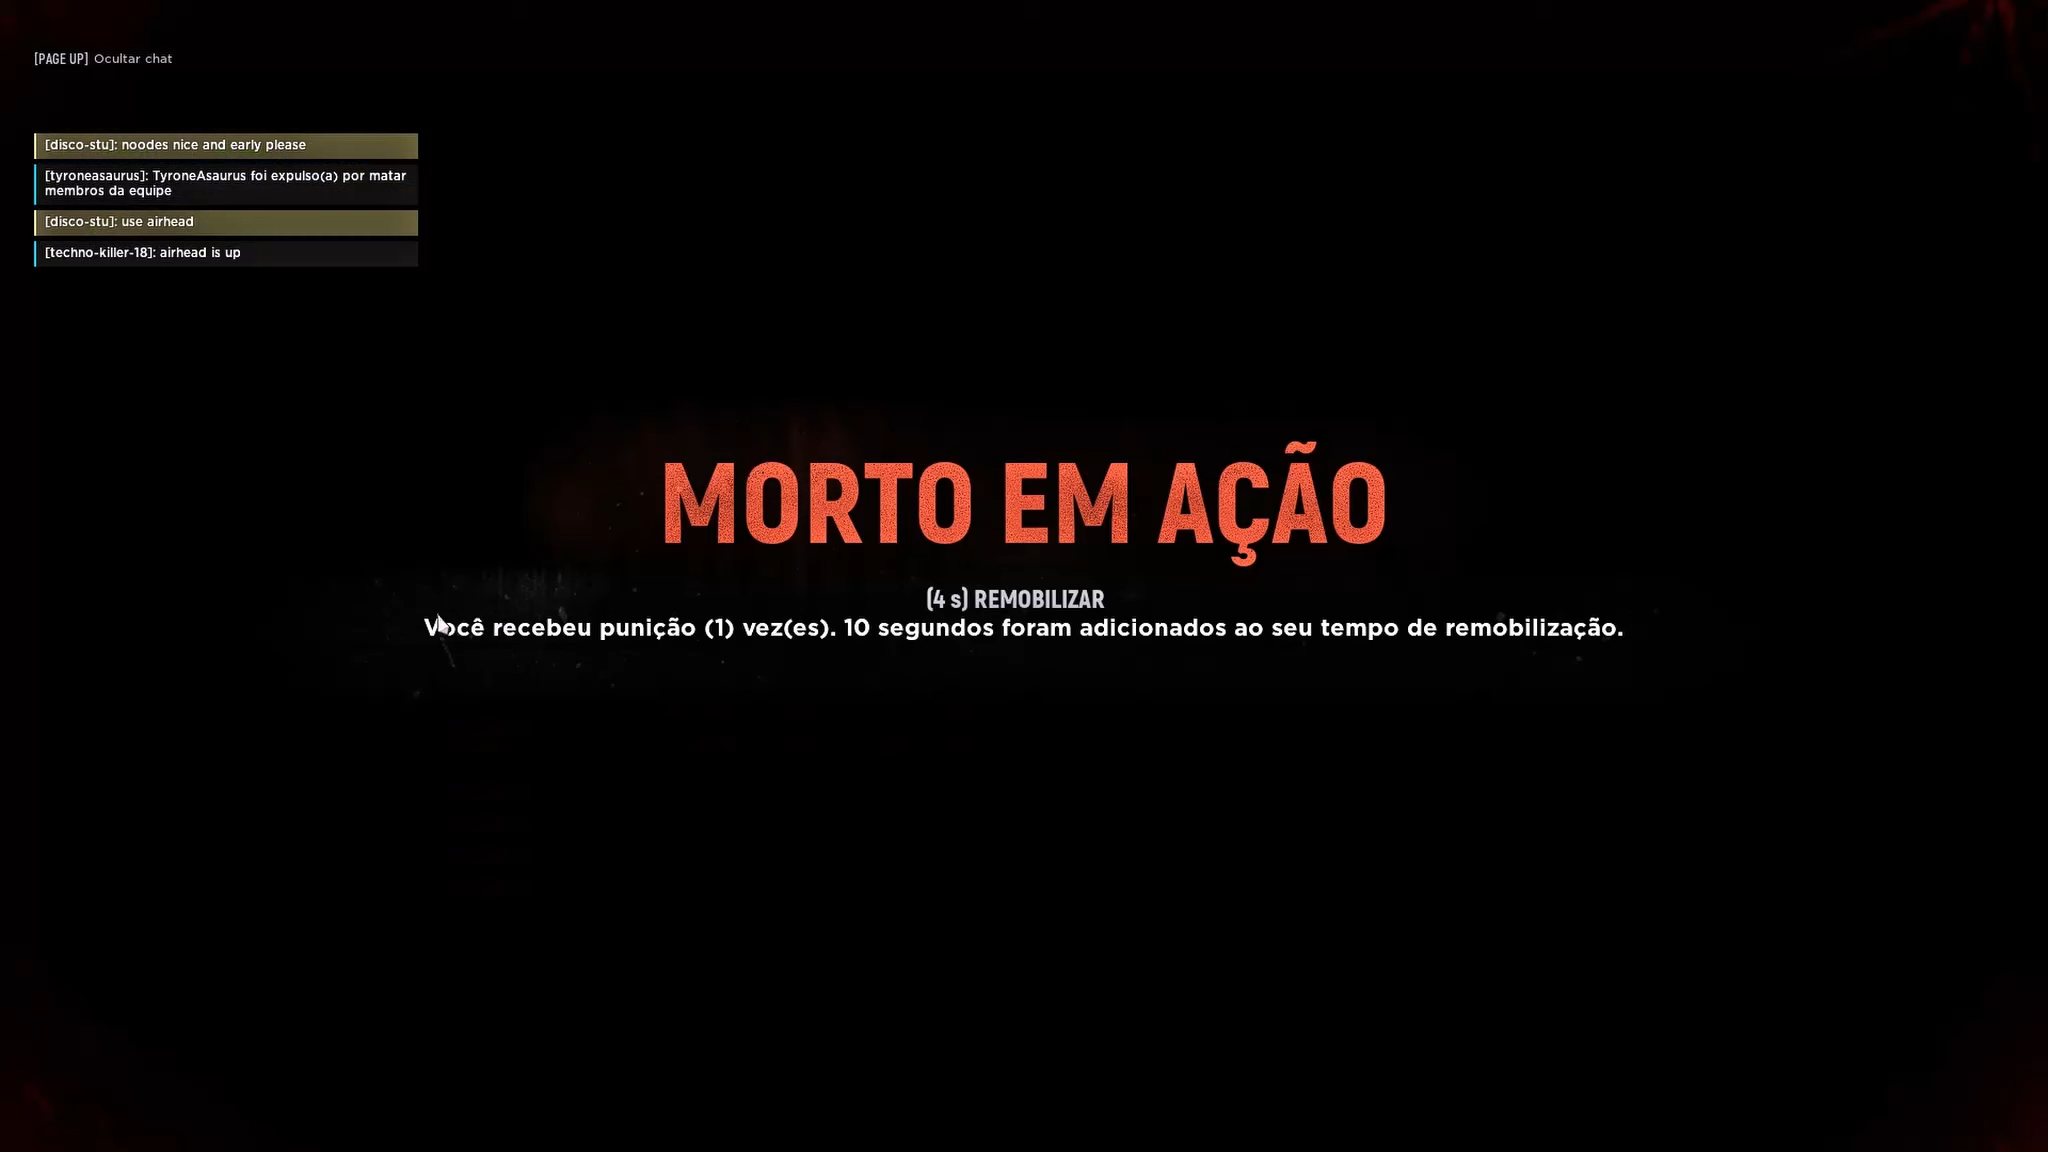 [PAGE UP] Ocultar chat
[disco-stu]: noodes nice and early please
[tyroneasaurus]: TyroneAsaurus foi expulso(a) por matar
membros da equipe
[disco-stu]: use airhead
[techno-killer-18]: airhead is up
MORTO EM AÇÃO
(4 s) REMOBILIZAR
Você recebeu punição (1) vez(es). 10 segundos foram adicionados ao seu tempo de remobilização.